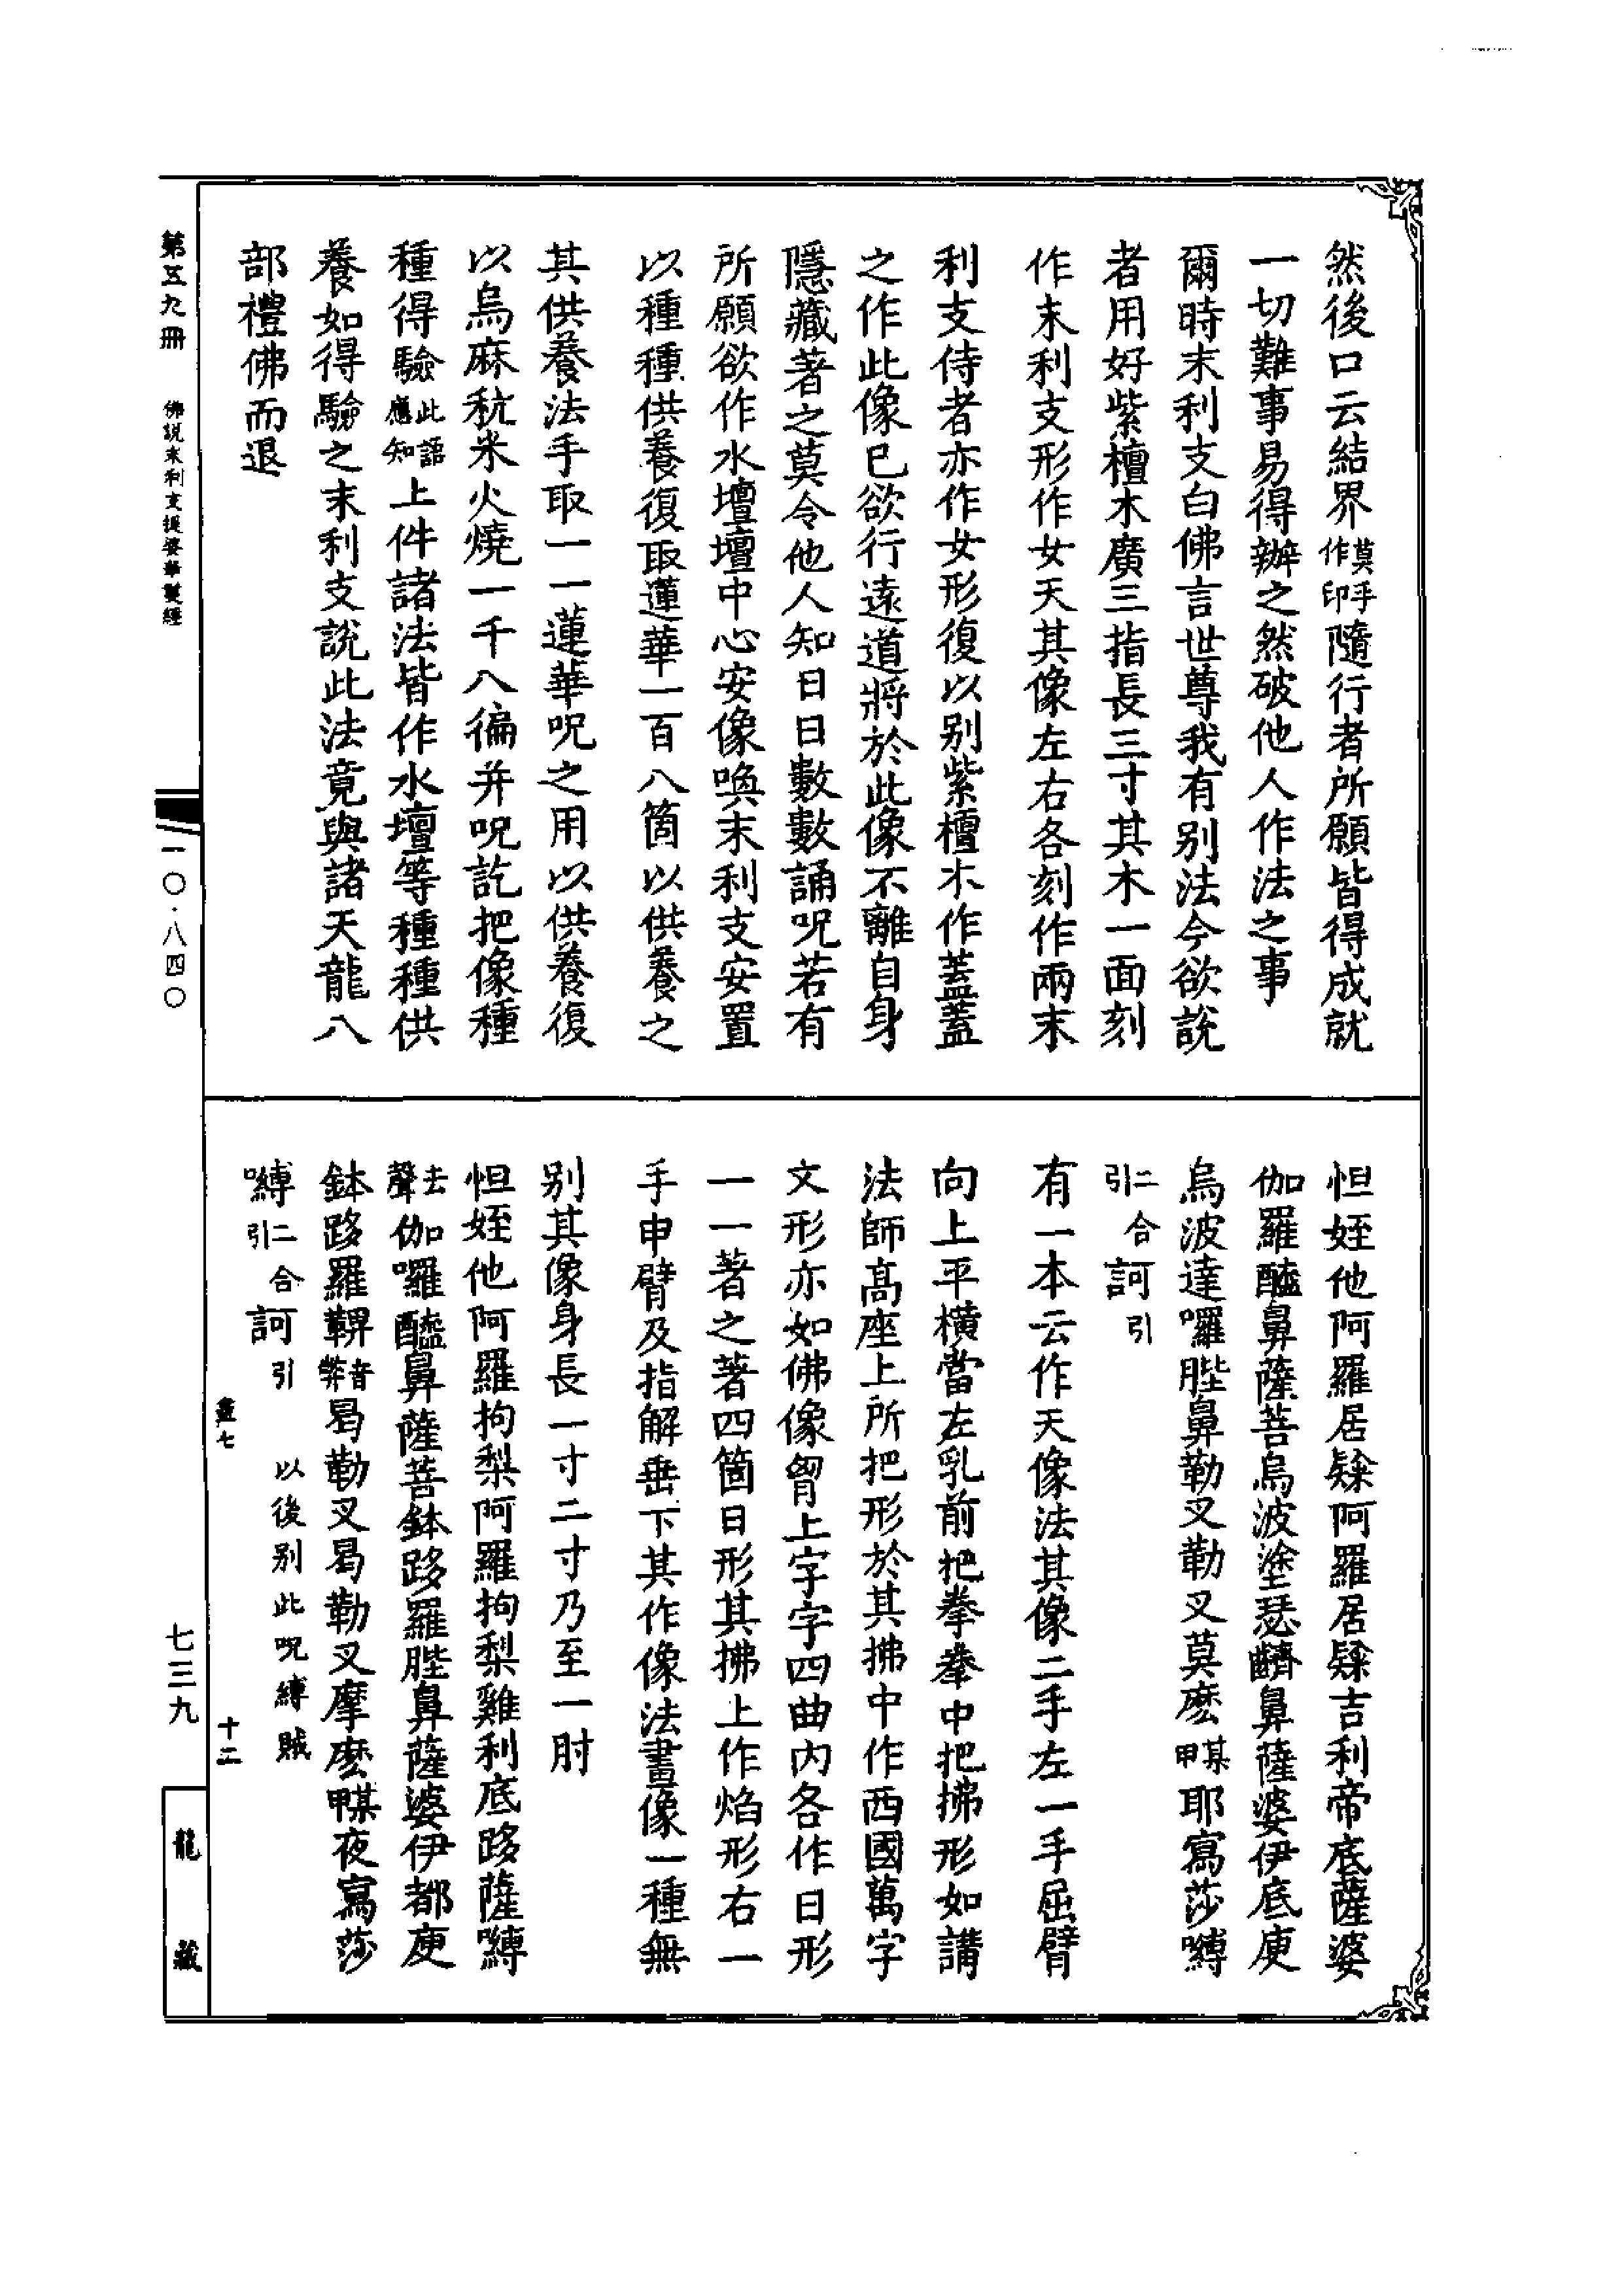 然後口云結界莫手作印隨行者所願皆得成就
一切難事易得辦之然破他人作法之事
爾時末利支白佛言世尊我有别法今欲說
者用好紫檀木廣三指長三寸其木一面刻
作末利支形作女天其像左右各刻作兩末
利支侍者亦作女形復以别紫檀木作蓋蓋
之作此像已欲行遠道將於此像不離自身
隱藏著之莫令他人知日日數數誦呪若有
所願欲作水壇壇中心安像喚末利支安置
以種種供養復取蓮華一百八箇以供養之
其供養法手取一一蓮華呪之用以供養復
以烏麻秔米火燒一千八徧并呪訖把像種
種得驗此語應知上件諸法皆作水壇等種種供
養如得驗之末利支說此法竟與諸天龍八
部禮佛而退
怛姪他阿羅居隸阿羅居隸吉利帝底薩婆
伽羅醯鼻薩菩烏波塗瑟鼻薩婆伊底庾
烏波達囉䏶鼻勒叉勒叉莫麽某甲耶寫莎嚩
二合引訶引
有一本云作天像法其像二手左一手屈臂
向上平橫當左乳前把拳拳中把拂形如講
法師高座上所把形於其拂中作西國萬字
文形亦如佛像胷上字字四曲内各作日形
一一著之著四箇日形其拂上作焰形右一
手申臂及指解垂下其作像法畫像一種無
别其像身長一寸二寸乃至一肘
怛姪他阿羅拘梨阿羅拘梨雞利底跢薩嚩
去聲伽囉醯鼻薩菩鉢跢羅䏶鼻薩婆伊都庾
鉢跢羅鞞音弊曷勒叉曷勒叉摩麽某甲夜寫莎
嚩二合引訶引 以後别此呪縛賊
第五九冊 佛說末利支提婆華鬘經
一〇·八四〇
盡七 十二
七三九
龍藏